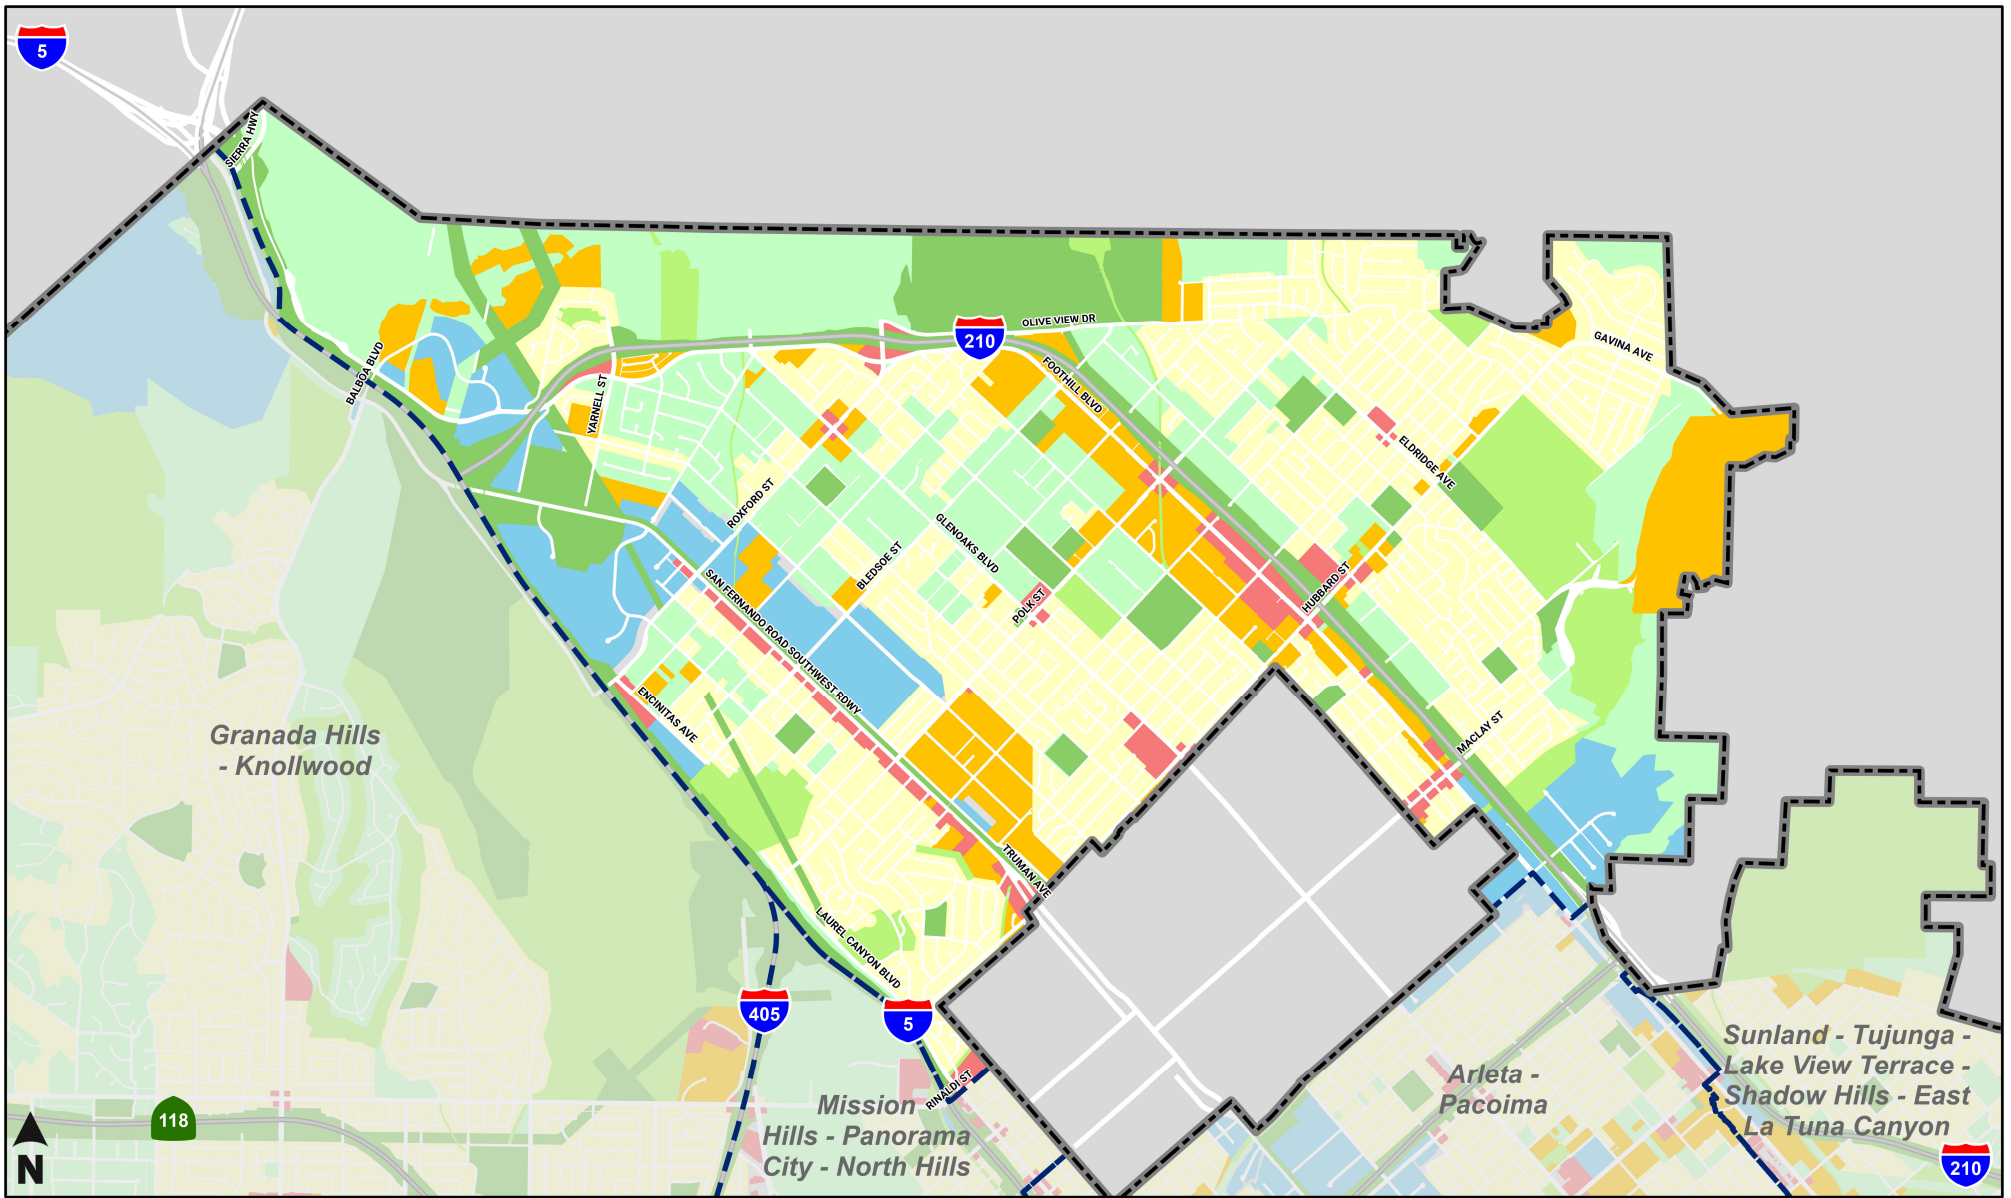 5
SIERRA HWY
OLIVE VIEW DR
210
GAVINA AVE
BALBOA BLVD
YARNELL ST
FOOTHILL BLVD
ELDRIDGE AVE
ROXFORD ST
GLENOAKS BLVD
BLEDSOE ST
HUBBARD ST
POLK ST
SAN FERNANDO ROAD SOUTHWEST RDWY
ENCINITAS AVE
MACLAY ST
Granada Hills
- Knollwood
TRUMAN AVE
LAUREL CANYON BLVD
405
5
RINALDI ST
118
N
Mission
Hills - Panorama
City - North Hills
Arleta -
Pacoima
Sunland - Tujunga -
Lake View Terrace -
Shadow Hills - East
La Tuna Canyon
210